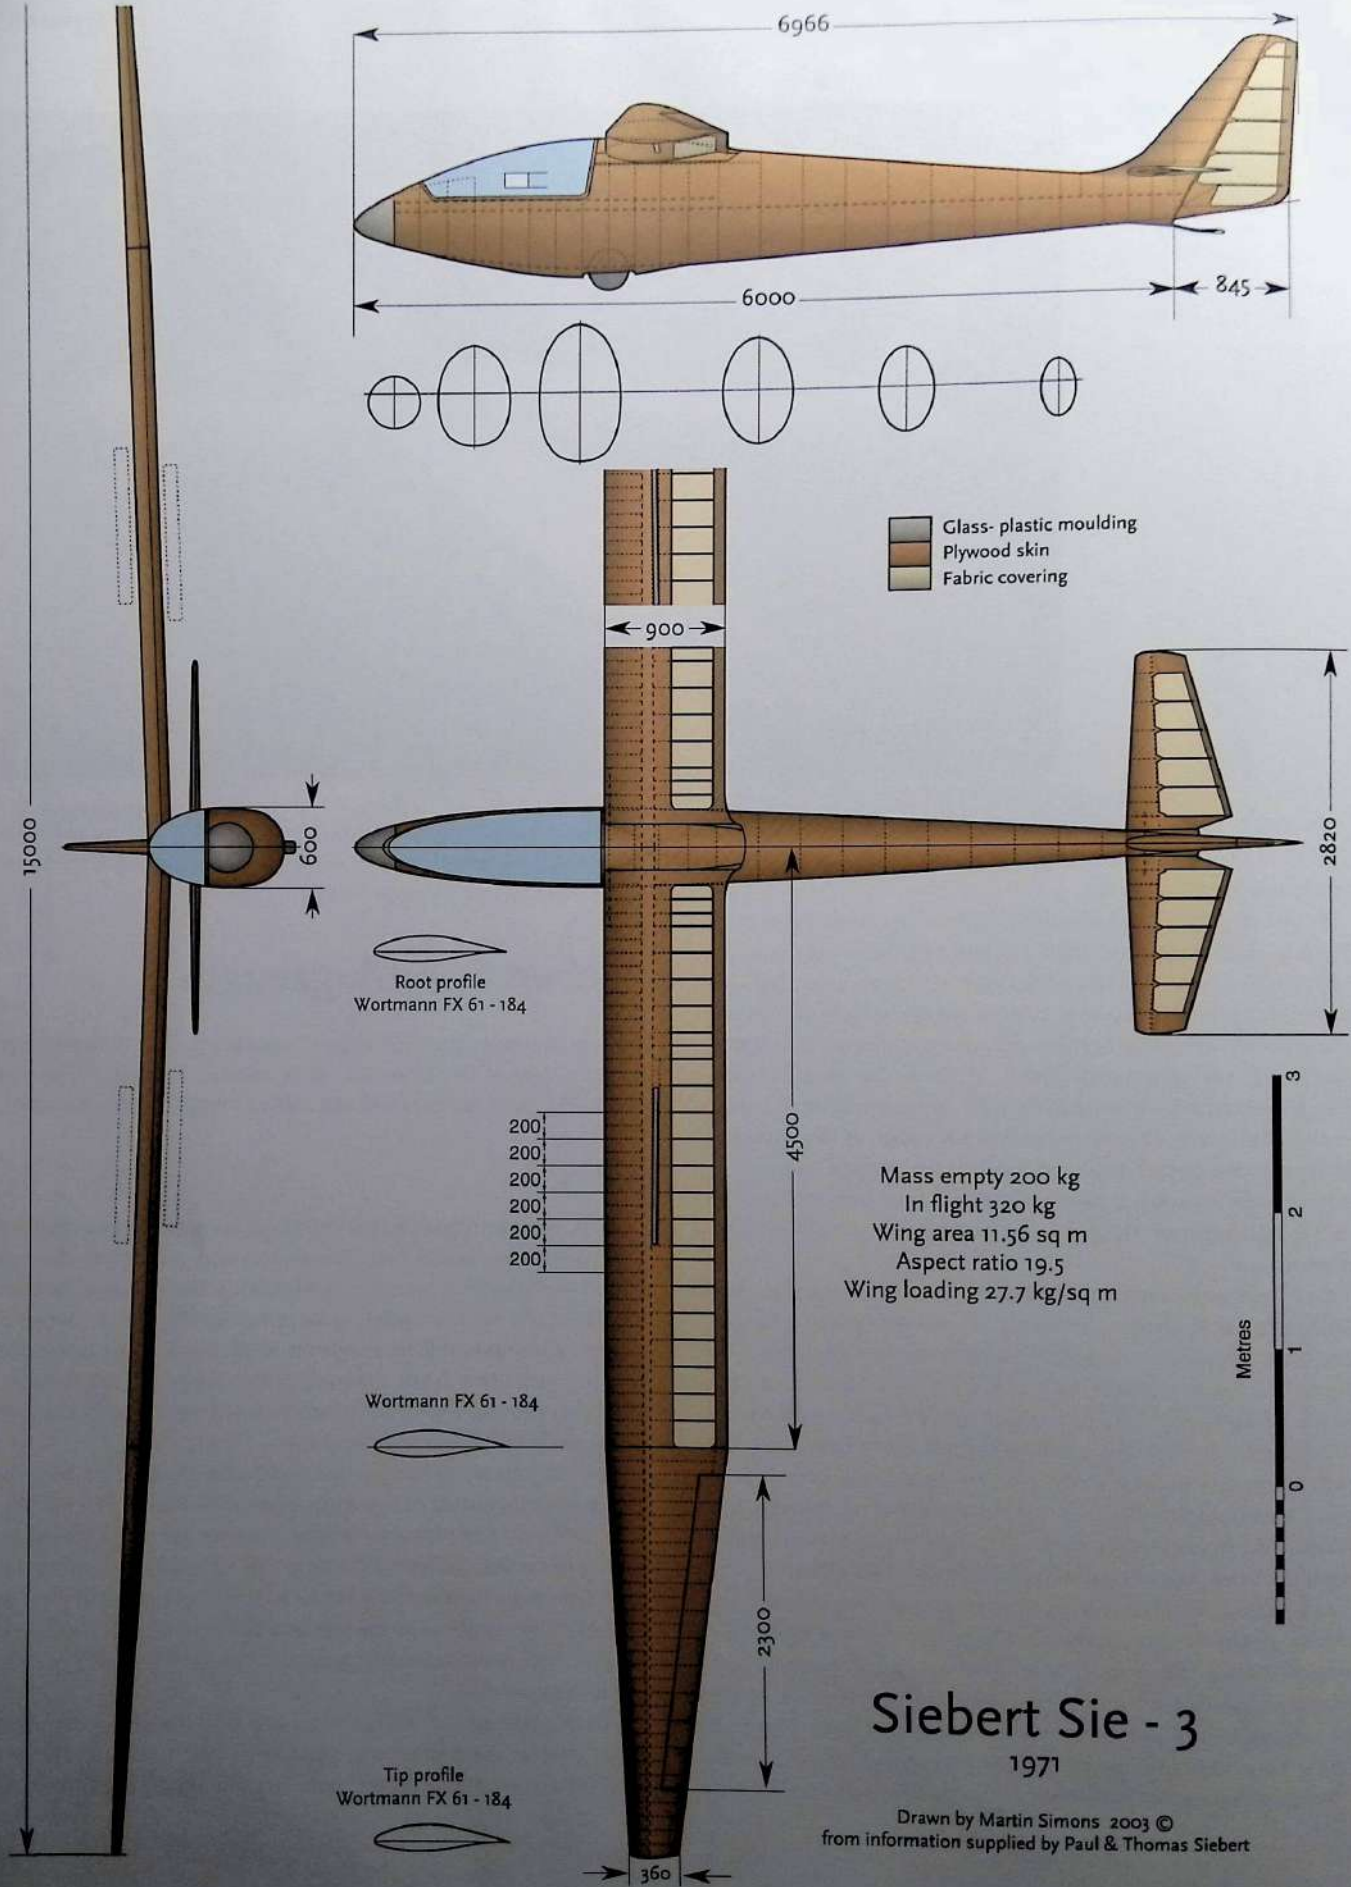 6966
6000
845
Glass- plastic moulding
Plywood skin
Fabric covering
900
15000
600
2820
Root profile
Wortmann FX 61 - 184
200
200
200
200
200
200
4500
Mass empty 200 kg
In flight 320 kg
Wing area 11.56 sq m
Aspect ratio 19.5
Wing loading 27.7 kg/sq m
3
2
1
0
Metres
Wortmann FX 61 - 184
2300
Siebert Sie - 3
1971
Tip profile
Wortmann FX 61 - 184
Drawn by Martin Simons 2003 ©
from information supplied by Paul & Thomas Siebert
360